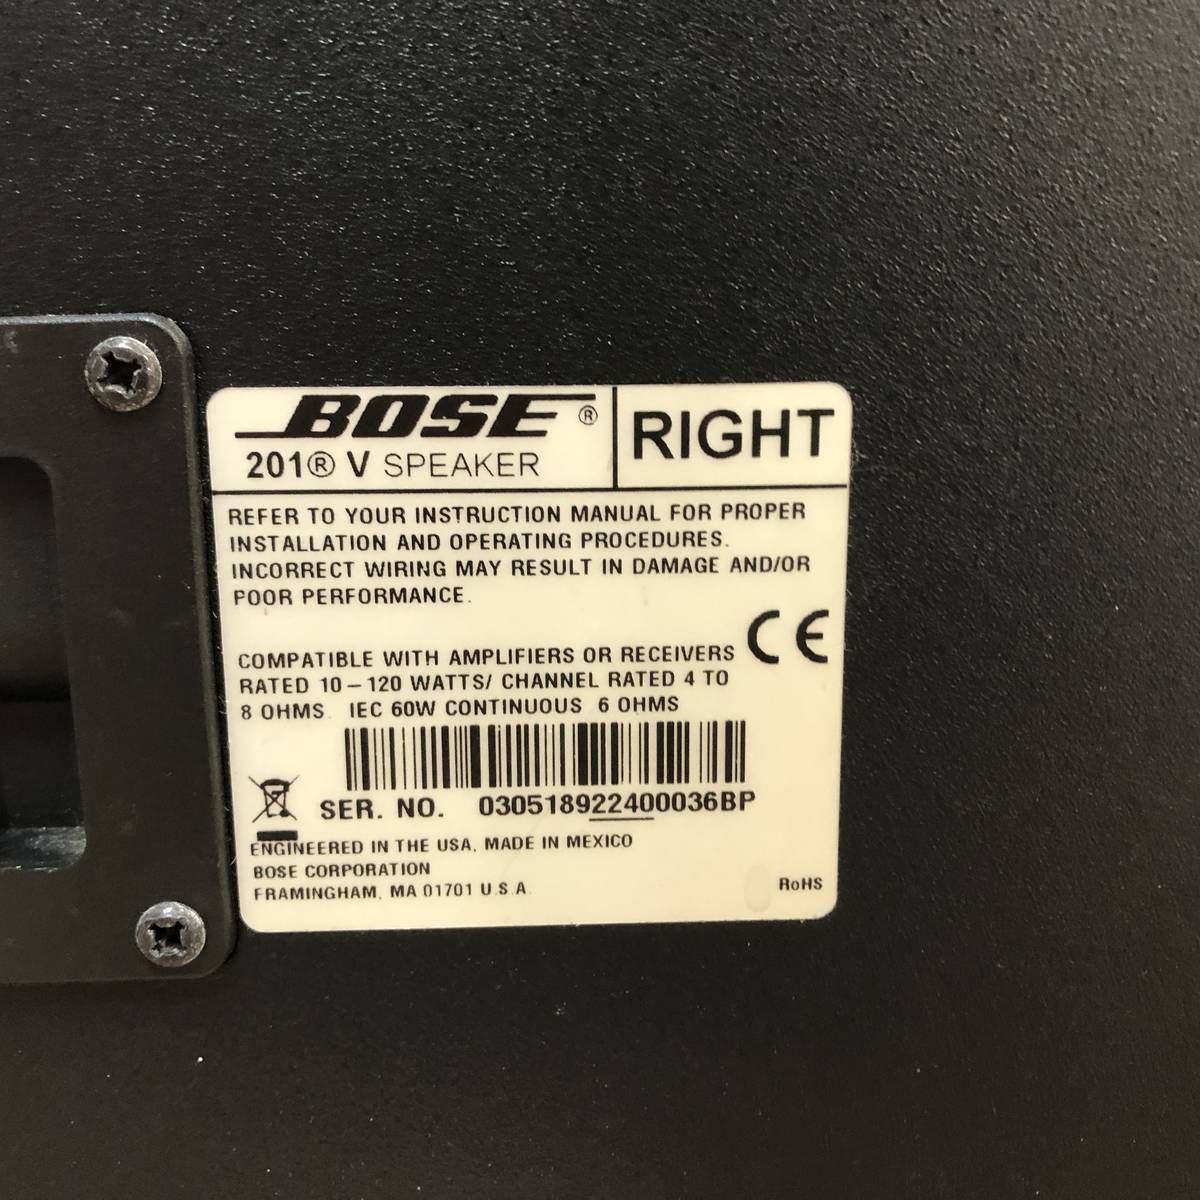 BOSE®
201® V SPEAKER
RIGHT
REFER TO YOUR INSTRUCTION MANUAL FOR PROPER
INSTALLATION AND OPERATING PROCEDURES.
INCORRECT WIRING MAY RESULT IN DAMAGE AND/OR
POOR PERFORMANCE.
CE
COMPATIBLE WITH AMPLIFIERS OR RECEIVERS
RATED 10 – 120 WATTS/ CHANNEL RATED 4 TO
8 OHMS. IEC 60W CONTINUOUS 6 OHMS
SER. NO. 030518922400036BP
ENGINEERED IN THE USA, MADE IN MEXICO
BOSE CORPORATION
FRAMINGHAM, MA 01701 U.S.A
RoHS